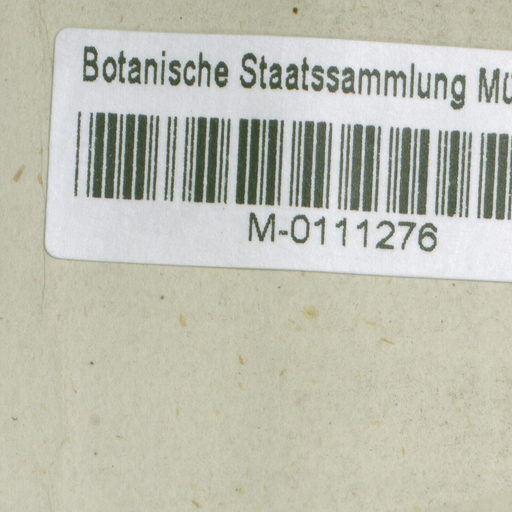 Botanische Staatssammlung Mü
M-0111276